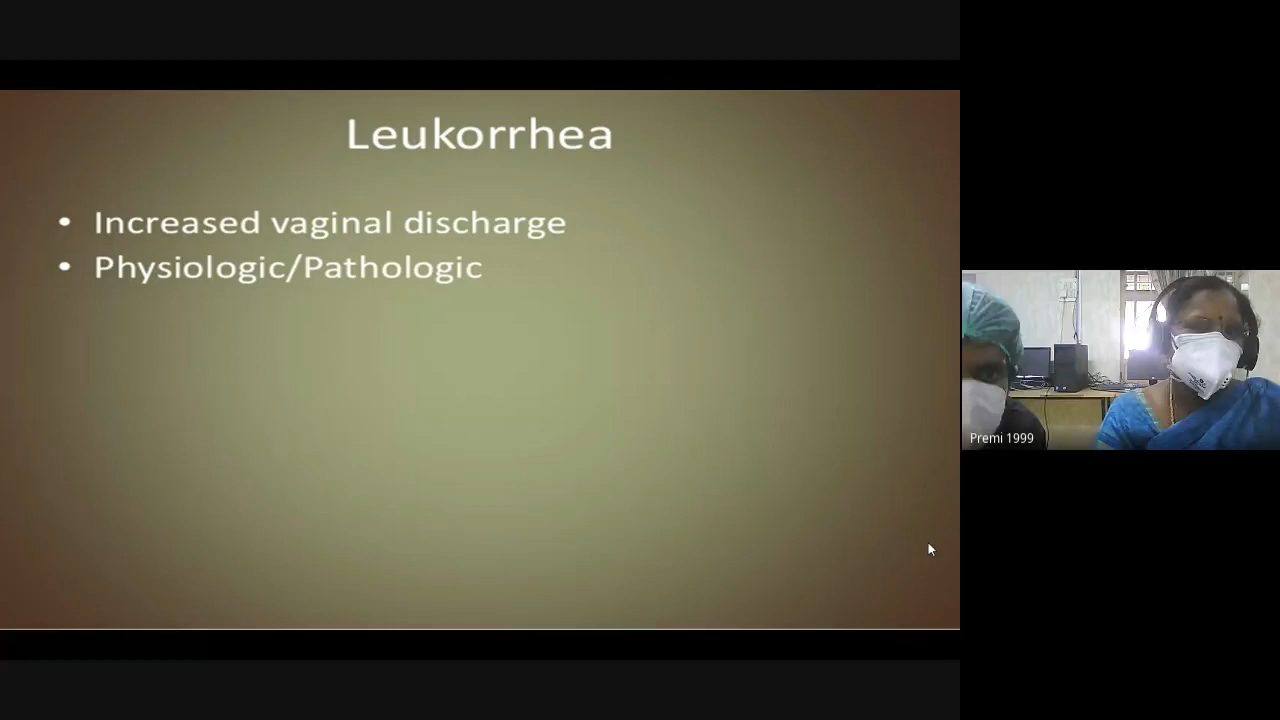 Leukorrhea
• Increased vaginal discharge
• Physiologic/Pathologic
Premi 1999